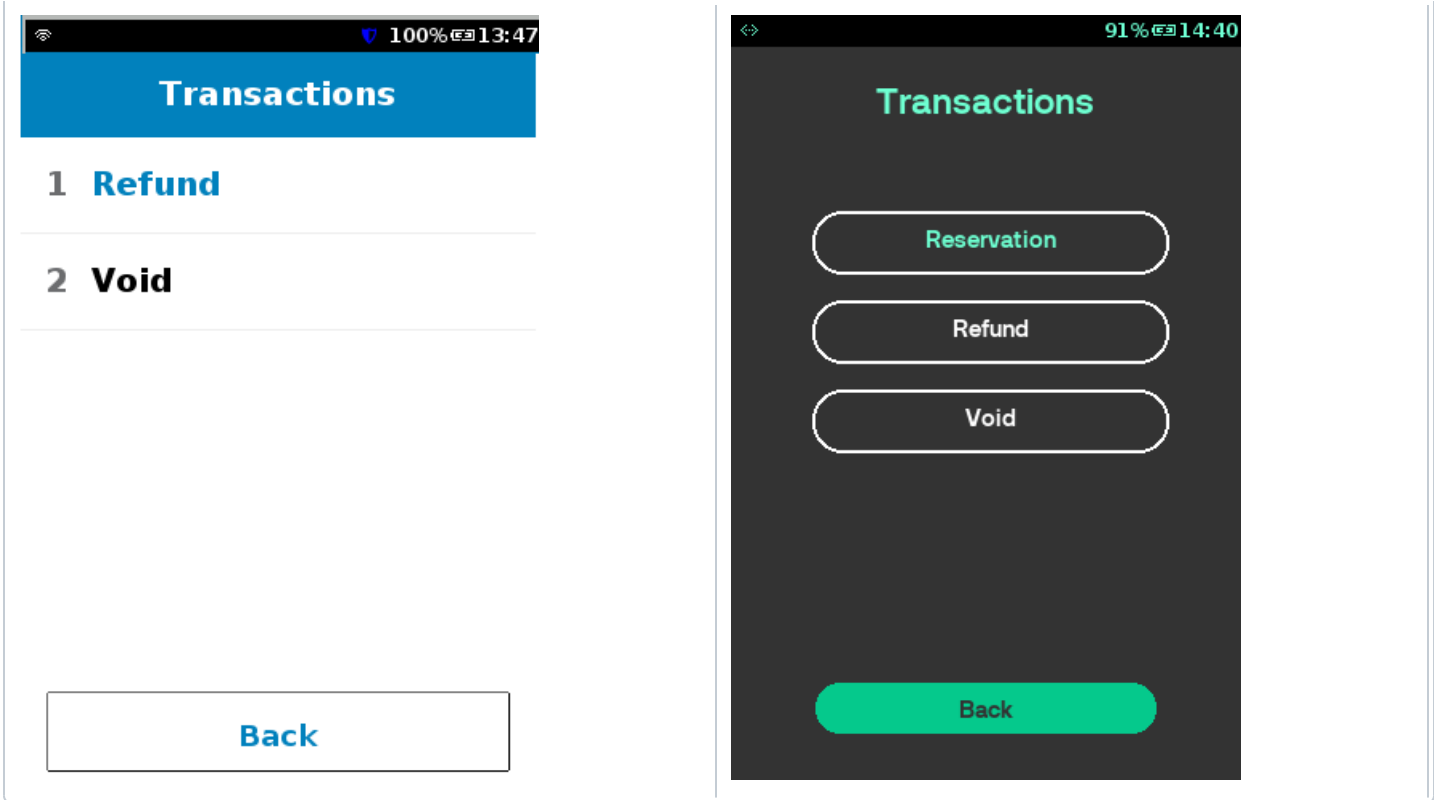 100% 13:47
Transactions
1 Refund
2 Void
Back
91% 14:40
Transactions
Reservation
Refund
Void
Back